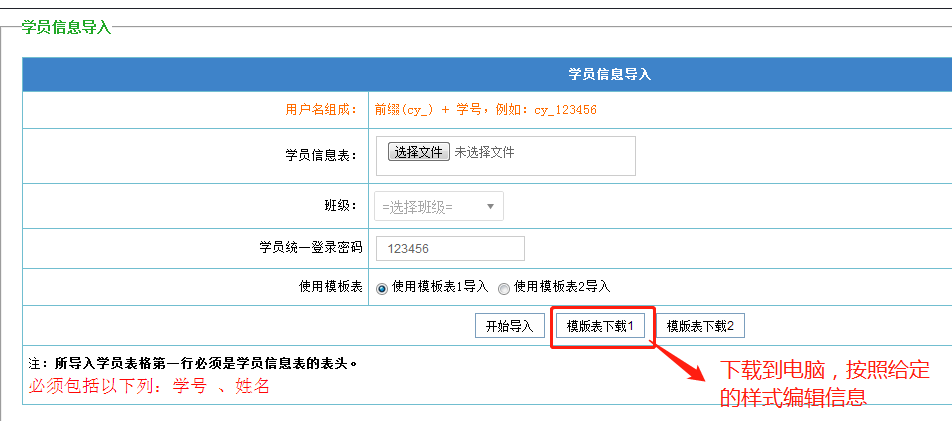 学员信息导入
学员信息导入
用户名组成： 前缀(cy_) + 学号，例如：cy_123456
学员信息表： 选择文件 未选择文件
班级： =选择班级=
学员统一登录密码 123456
使用模板表 使用模板表1导入 使用模板表2导入
开始导入 模版表下载1 模版表下载2
注：所导入学员表格第一行必须是学员信息表的表头。
必须包括以下列：学号 、姓名
下载到电脑，按照给定
的样式编辑信息